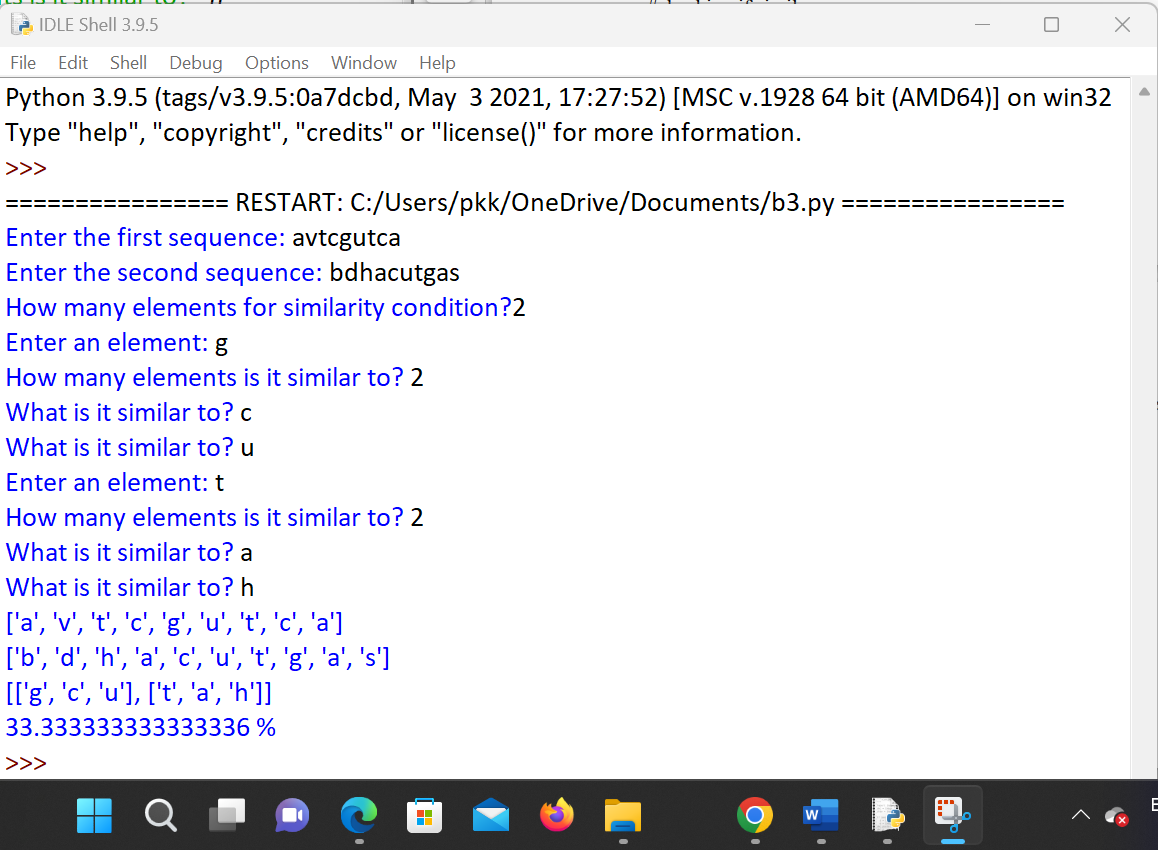 IDLE Shell 3.9.5
File Edit Shell Debug Options Window Help
Python 3.9.5 (tags/v3.9.5:0a7dcbd, May  3 2021, 17:27:52) [MSC v.1928 64 bit (AMD64)] on win32
Type "help", "copyright", "credits" or "license()" for more information.
>>>
================ RESTART: C:/Users/pkk/OneDrive/Documents/b3.py ================
Enter the first sequence: avtcgutca
Enter the second sequence: bdhacutgas
How many elements for similarity condition?2
Enter an element: g
How many elements is it similar to? 2
What is it similar to? c
What is it similar to? u
Enter an element: t
How many elements is it similar to? 2
What is it similar to? a
What is it similar to? h
['a', 'v', 't', 'c', 'g', 'u', 't', 'c', 'a']
['b', 'd', 'h', 'a', 'c', 'u', 't', 'g', 'a', 's']
[['g', 'c', 'u'], ['t', 'a', 'h']]
33.333333333333336 %
>>>
W